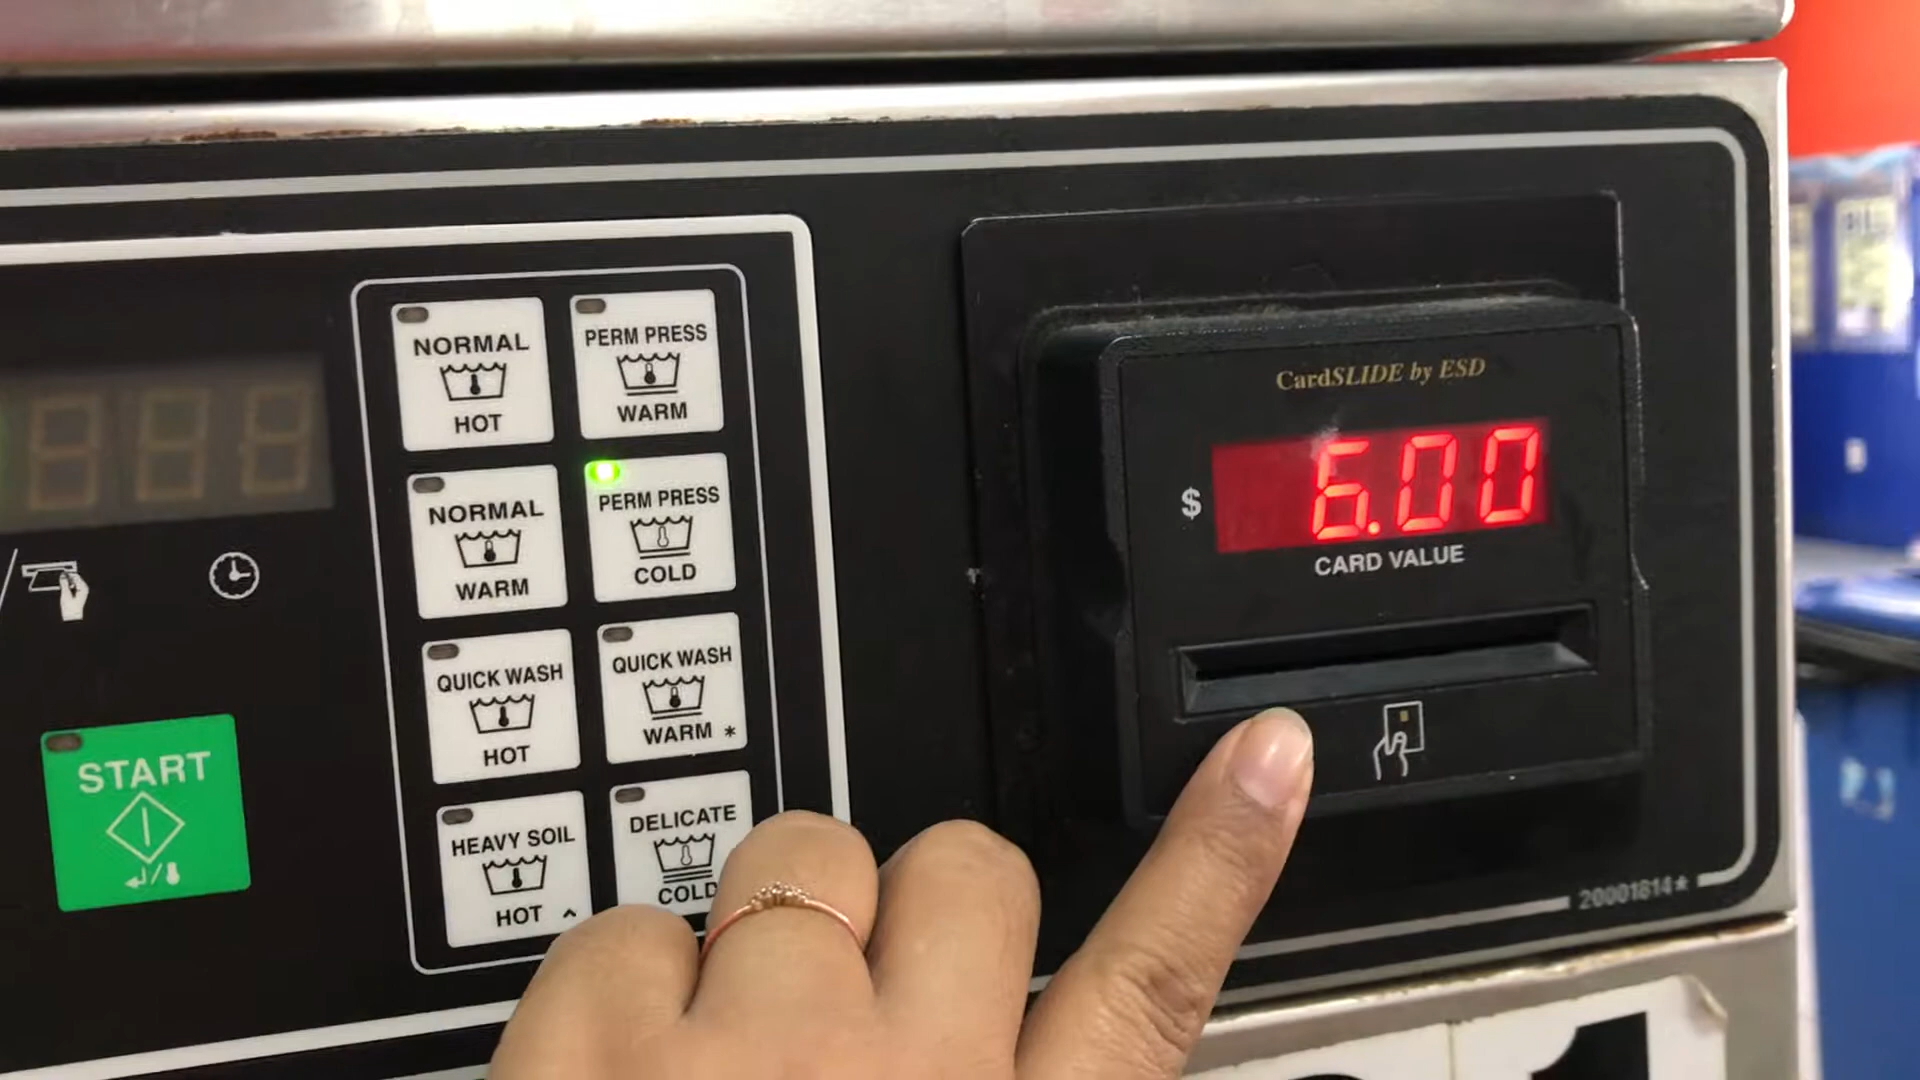 NORMAL
HOT
PERM PRESS
WARM
NORMAL
WARM
PERM PRESS
COLD
QUICK WASH
HOT
QUICK WASH
WARM *
HEAVY SOIL
HOT ^
DELICATE
COLD
START
CardSLIDE by ESD
$ 6.00
CARD VALUE
20001814*
1